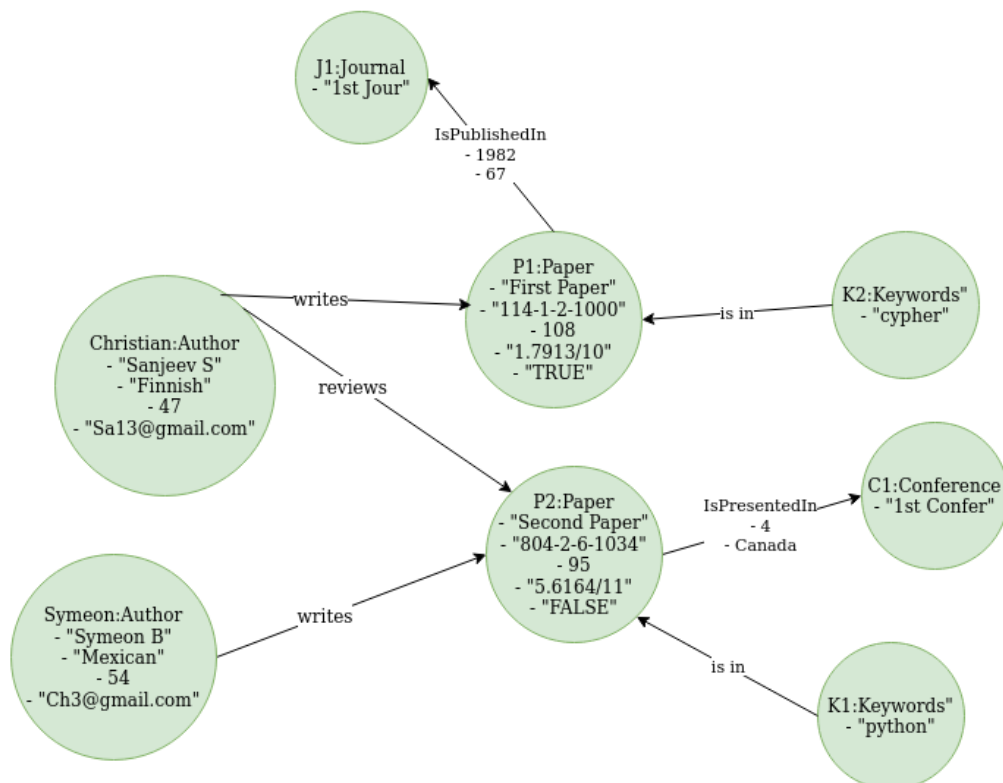 J1:Journal
- "1st Jour"
IsPublishedIn
- 1982
- 67
P1:Paper
- "First Paper"
- "114-1-2-1000"
- 108
- "1.7913/10"
- "TRUE"
writes
is in
K2:Keywords"
- "cypher"
Christian:Author
- "Sanjeev S"
- "Finnish"
- 47
- "Sa13@gmail.com"
reviews
P2:Paper
- "Second Paper"
- "804-2-6-1034"
- 95
- "5.6164/11"
- "FALSE"
IsPresentedIn
- 4
- Canada
C1:Conference
- "1st Confer"
Symeon:Author
- "Symeon B"
- "Mexican"
- 54
- "Ch3@gmail.com"
writes
is in
K1:Keywords"
- "python"